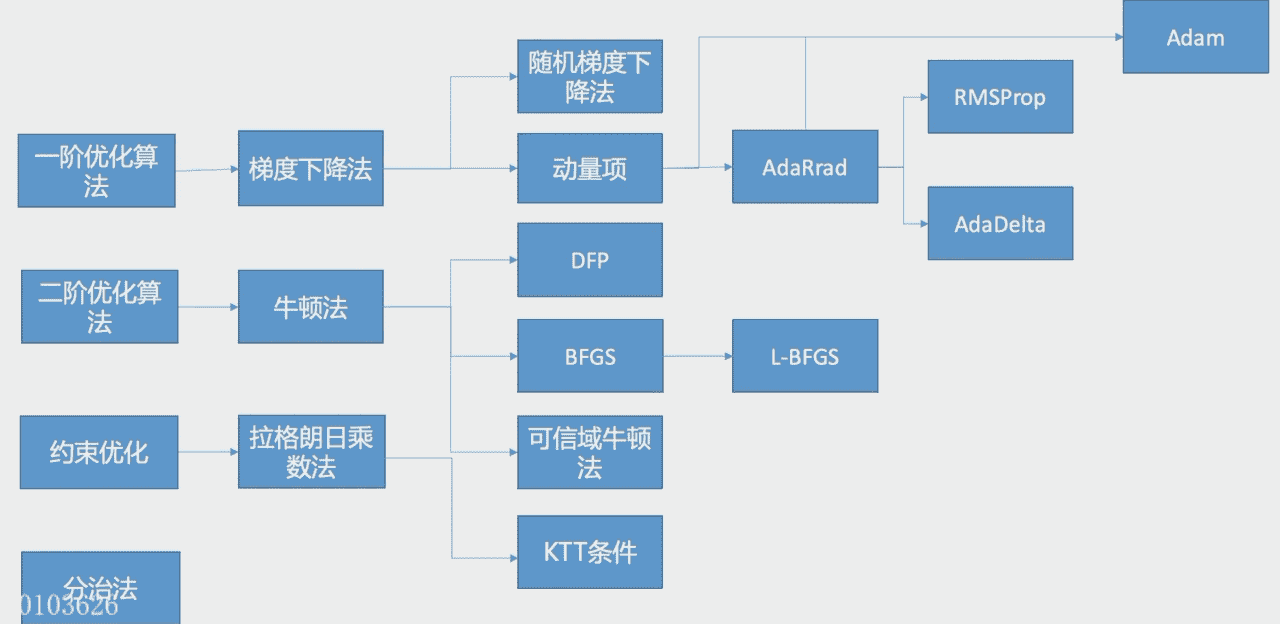 Adam
随机梯度下
降法
RMSProp
一阶优化算
法
梯度下降法
动量项
AdaRrad
AdaDelta
DFP
二阶优化算
法
牛顿法
BFGS
L-BFGS
约束优化
拉格朗日乘
数法
可信域牛顿
法
KTT条件
分治法
0103626